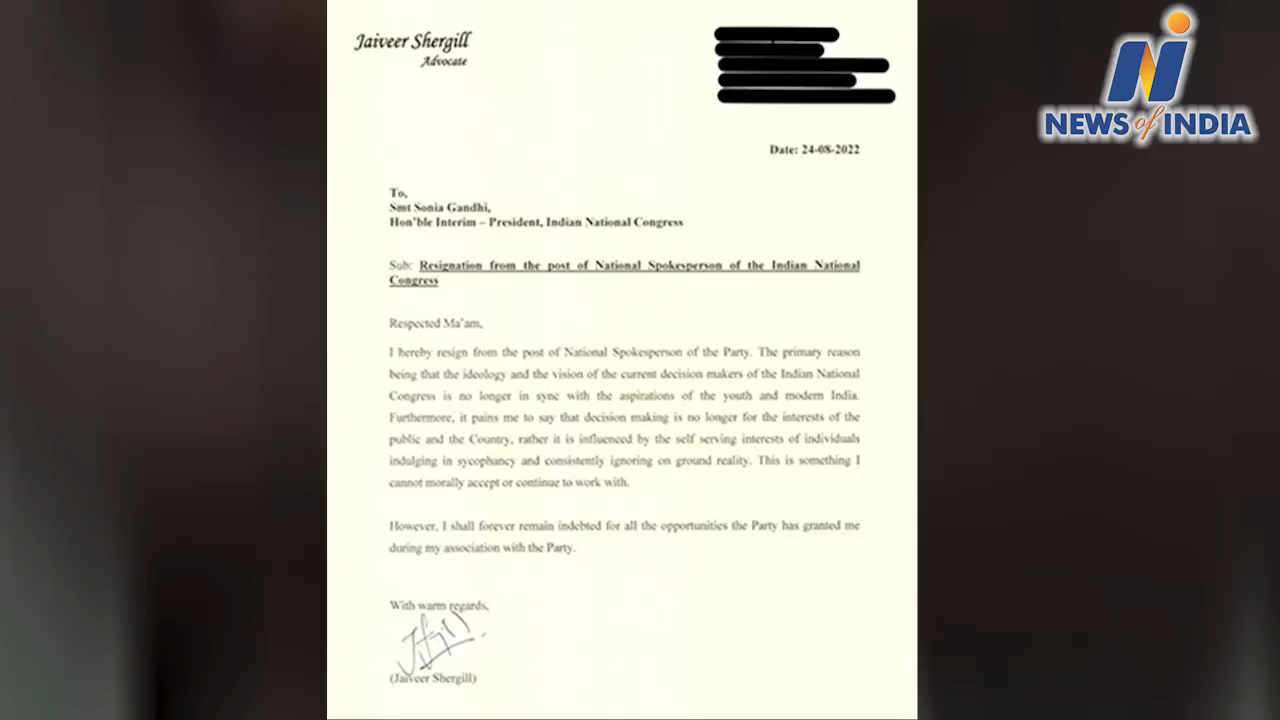 Jaiveer Shergill
Advocate
NEWS of INDIA
Date: 24-08-2022
To,
Smt Sonia Gandhi,
Hon'ble Interim – President, Indian National Congress
Sub: Resignation from the post of National Spokesperson of the Indian National
Congress
Respected Ma'am,
I hereby resign from the post of National Spokesperson of the Party. The primary reason
being that the ideology and the vision of the current decision makers of the Indian National
Congress is no longer in sync with the aspirations of the youth and modern India.
Furthermore, it pains me to say that decision making is no longer for the interests of the
public and the Country, rather it is influenced by the self serving interests of individuals
indulging in sycophancy and consistently ignoring on ground reality. This is something I
cannot morally accept or continue to work with.
However, I shall forever remain indebted for all the opportunities the Party has granted me
during my association with the Party.
With warm regards,
(Jaiveer Shergill)